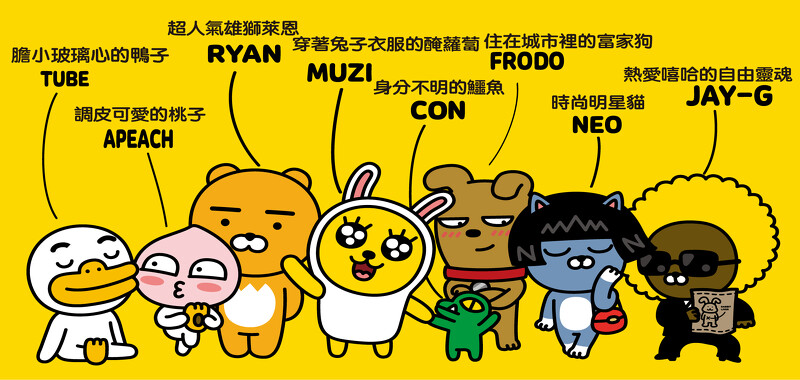 膽小玻璃心的鴨子
TUBE
調皮可愛的桃子
APEACH
超人氣雄獅萊恩
RYAN
穿著兔子衣服的醃蘿蔔
MUZI
身分不明的鱷魚
CON
住在城市裡的富家狗
FRODO
時尚明星貓
NEO
熱愛嘻哈的自由靈魂
JAY-G